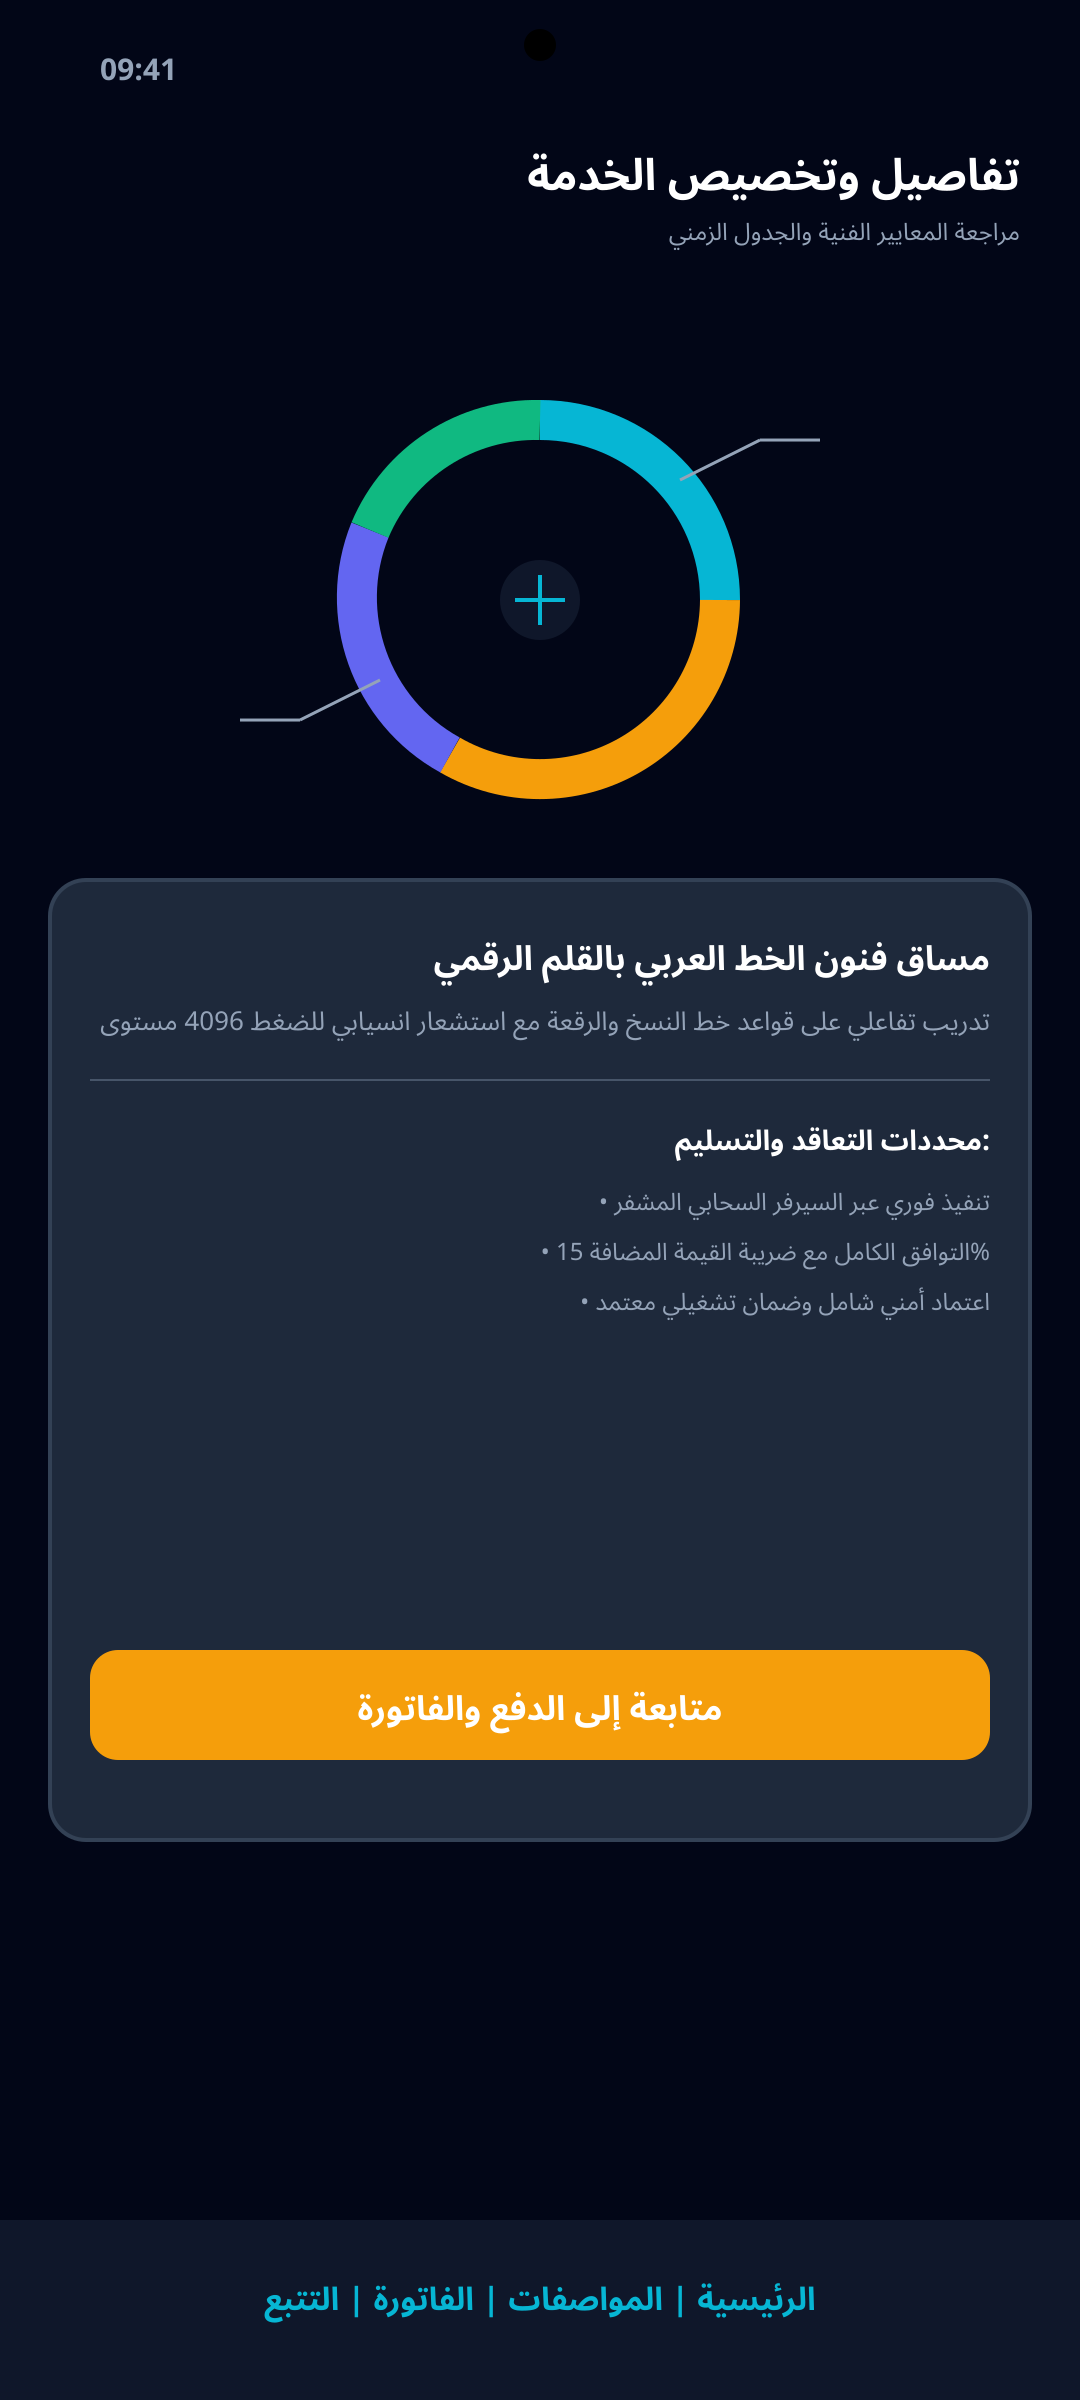 09:41
تفاصيل وتخصيص الخدمة
مراجعة المعايير الفنية والجدول الزمني
مساق فنون الخط العربي بالقلم الرقمي
تدريب تفاعلي على قواعد خط النسخ والرقعة مع استشعار انسيابي للضغط 4096 مستوى
:محددات التعاقد والتسليم
تنفيذ فوري عبر السيرفر السحابي المشفر •
%التوافق الكامل مع ضريبة القيمة المضافة 15 •
اعتماد أمني شامل وضمان تشغيلي معتمد •
متابعة إلى الدفع والفاتورة
الرئيسية | المواصفات | الفاتورة | التتبع